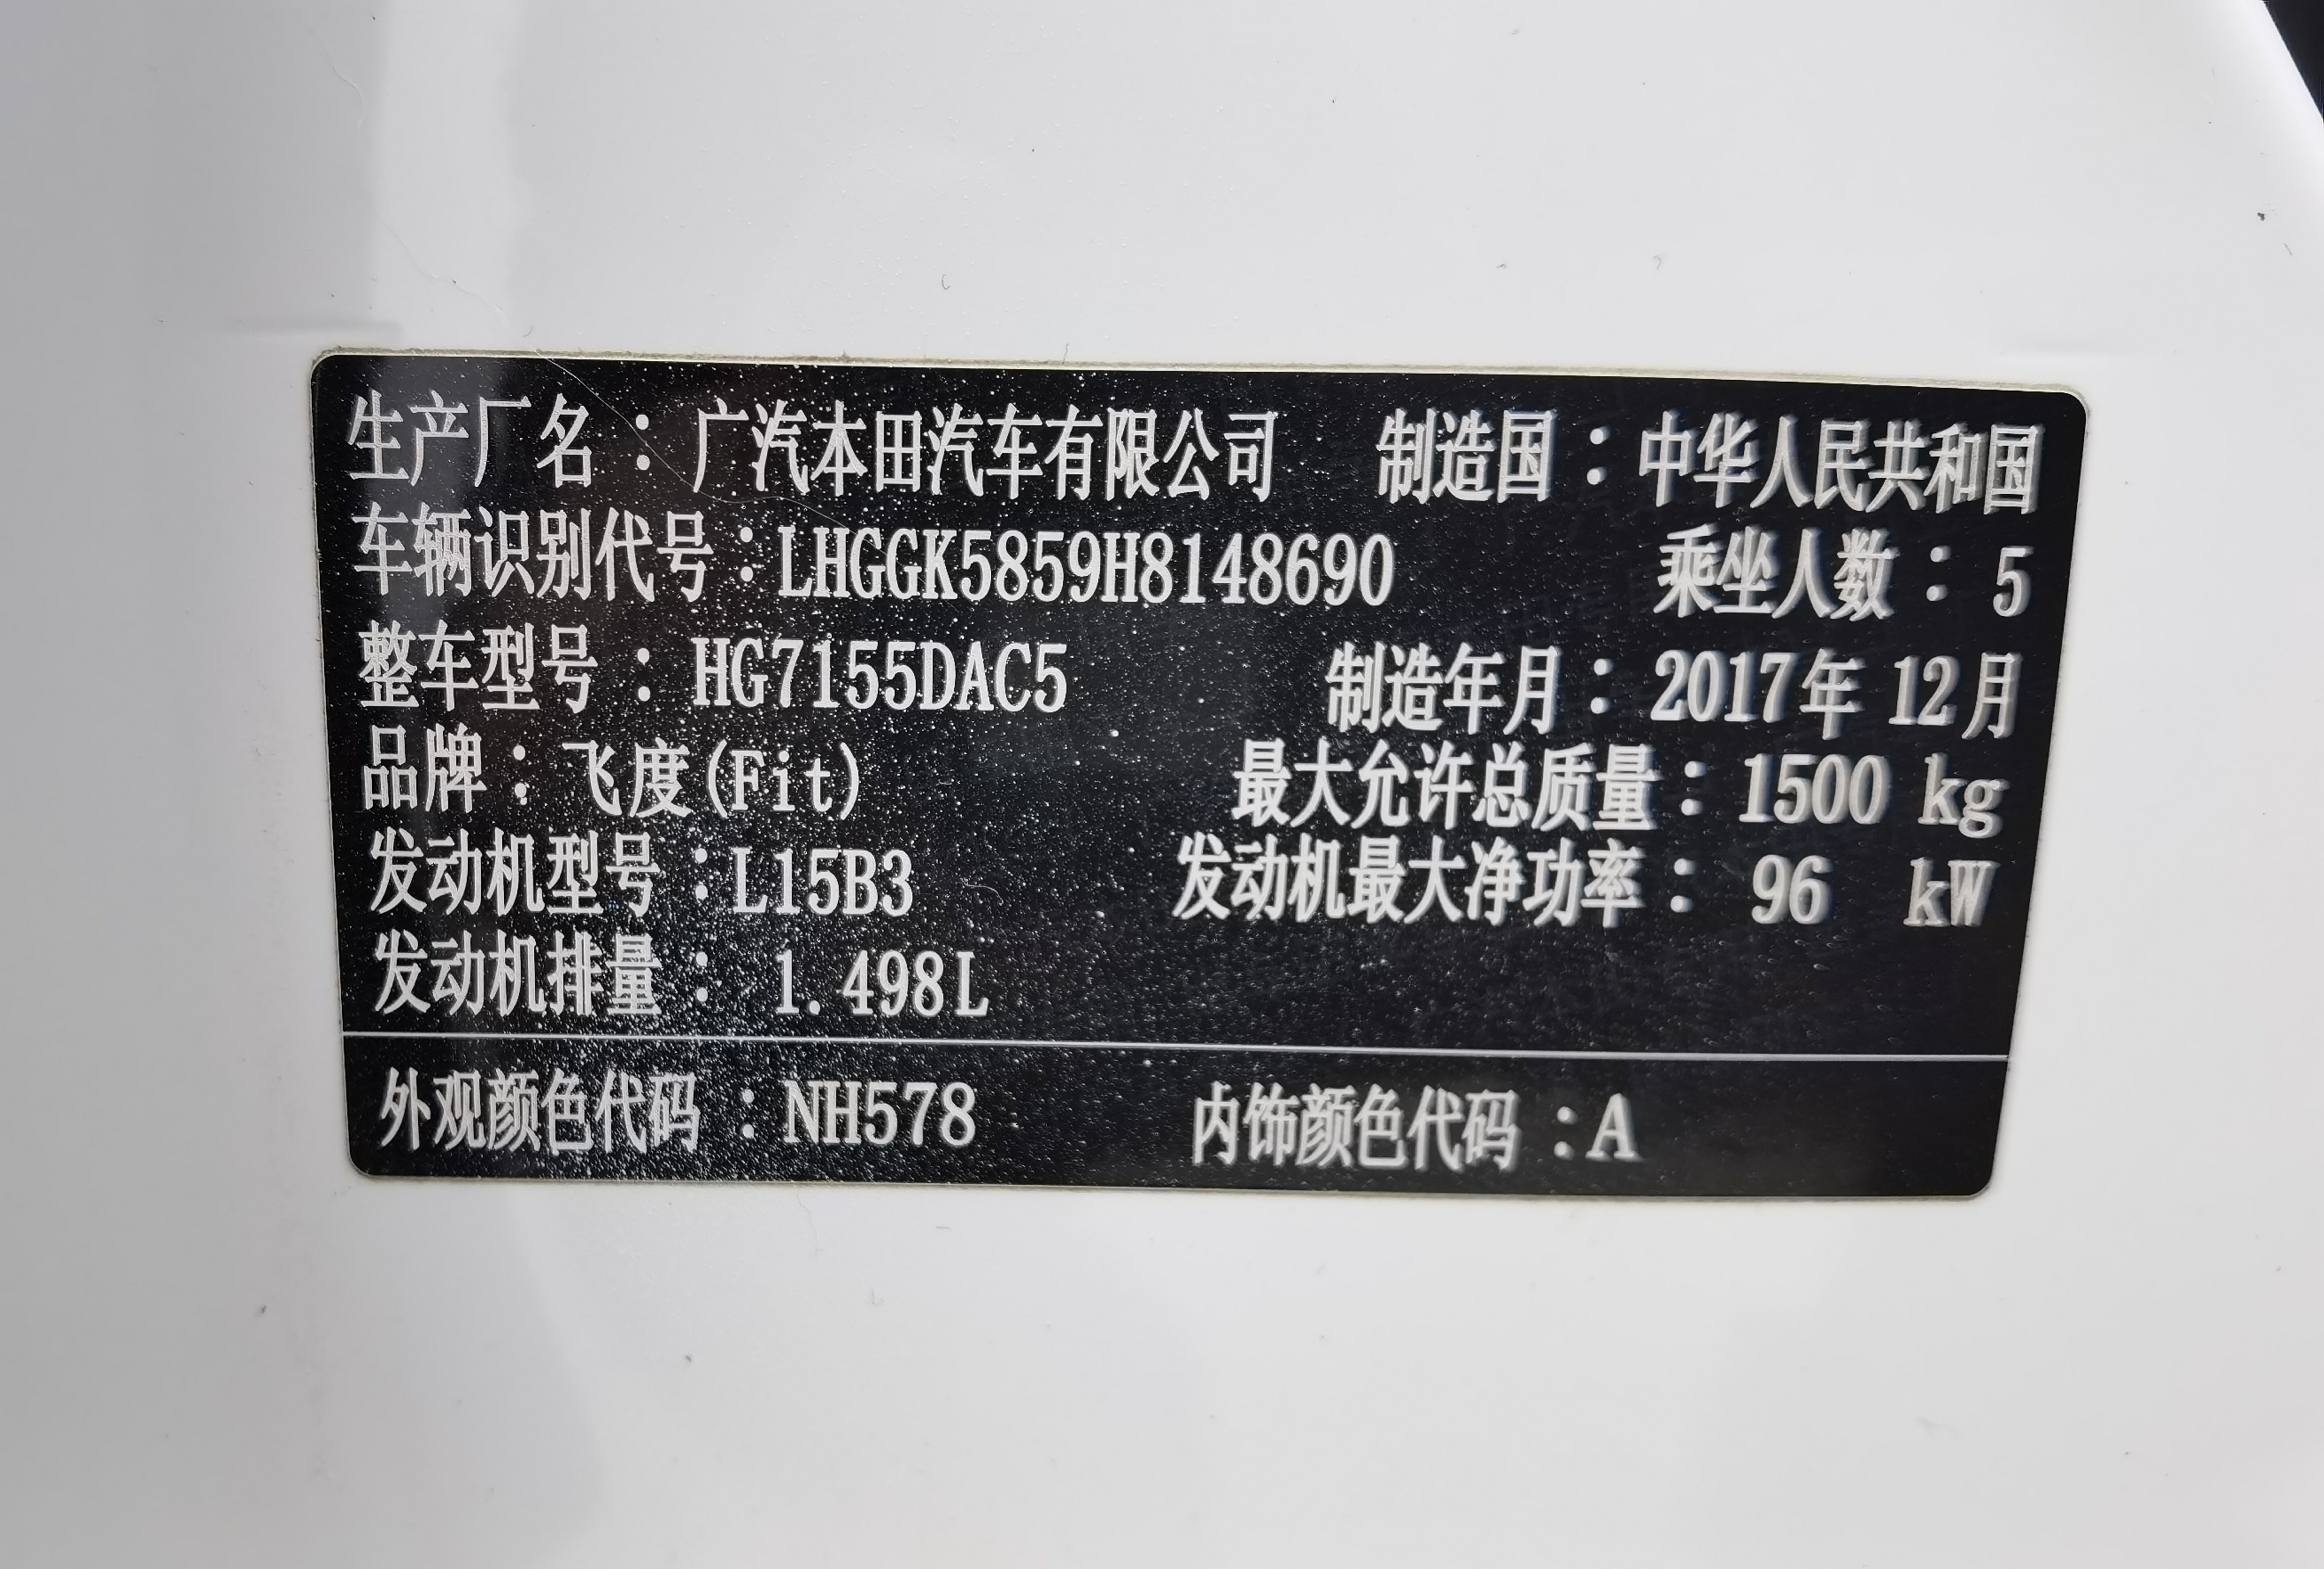 生产厂名：广汽本田汽车有限公司 制造国：中华人民共和国
车辆识别代号：LHGGK5859H8148690 乘坐人数：5
整车型号：HG7155DAC5 制造年月：2017年12月
品牌：飞度(Fit) 最大允许总质量：1500 kg
发动机型号：L15B3 发动机最大净功率：96 kW
发动机排量：1.498L
外观颜色代码：NH578 内饰颜色代码：A